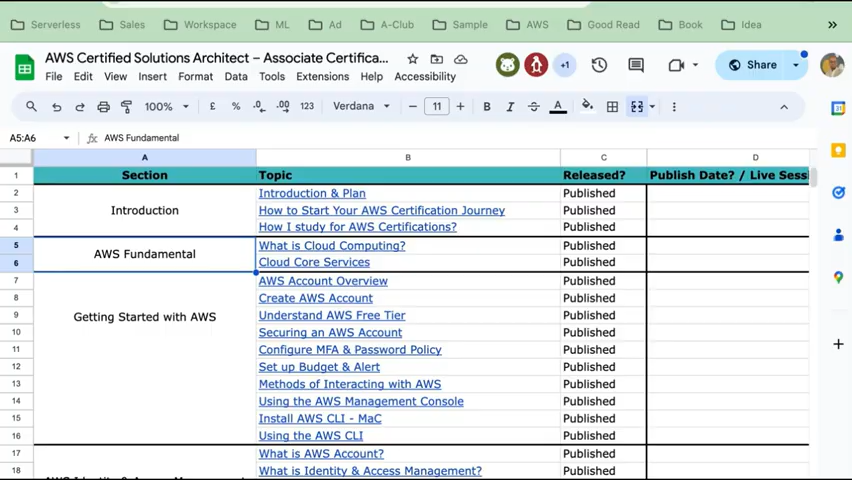 Serverless Sales Workspace ML Ad A-Club Sample AWS Good Read Book Idea »
AWS Certified Solutions Architect – Associate Certifica...
+1
Share
File Edit View Insert Format Data Tools Extensions Help Accessibility
100% £ % .0 .00 123 Verdana 11 B I S A
A5:A6 fx AWS Fundamental
A B C D
1 Section Topic Released? Publish Date? / Live Sessi
2 Introduction & Plan Published
3 Introduction How to Start Your AWS Certification Journey Published
4 How I study for AWS Certifications? Published
5 What is Cloud Computing? Published
AWS Fundamental
6 Cloud Core Services Published
7 AWS Account Overview Published
8 Create AWS Account Published
9 Getting Started with AWS Understand AWS Free Tier Published
10 Securing an AWS Account Published
11 Configure MFA & Password Policy Published
12 Set up Budget & Alert Published
13 Methods of Interacting with AWS Published
14 Using the AWS Management Console Published
15 Install AWS CLI - MaC Published
16 Using the AWS CLI Published
17 What is AWS Account? Published
18 What is Identity & Access Management? Published